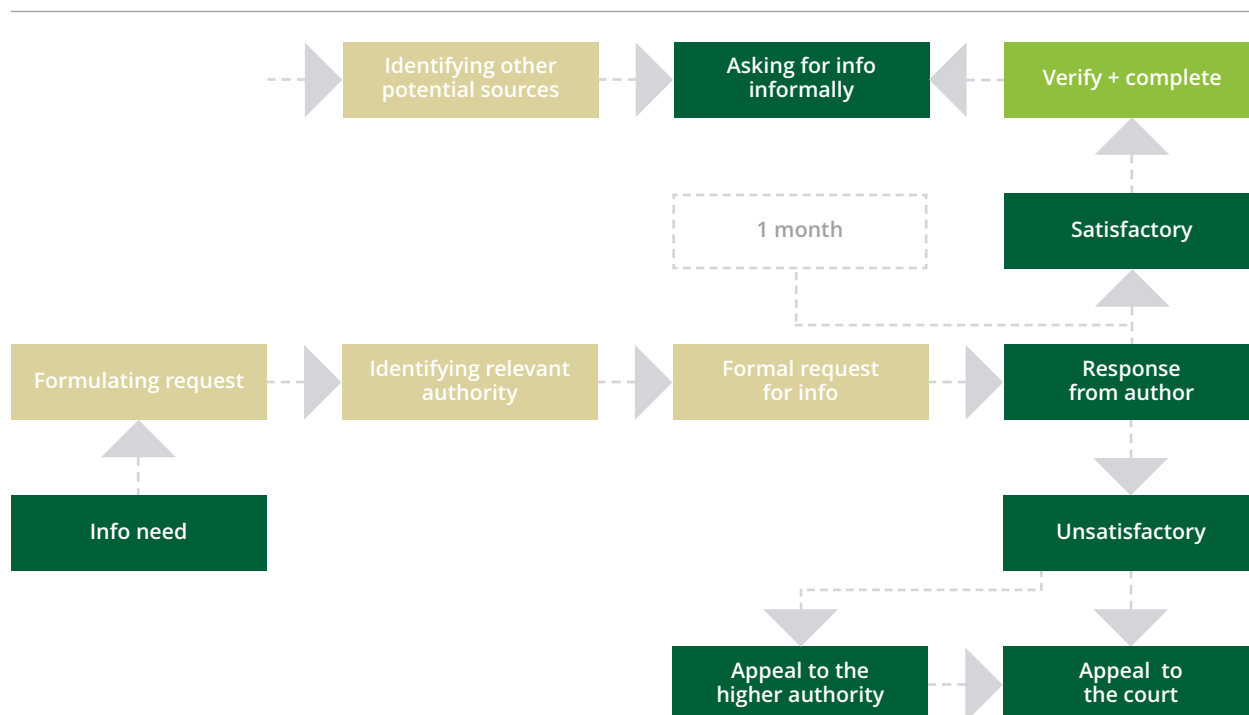 Identifying other
potential sources
Asking for info
informally
Verify + complete
1 month
Satisfactory
Formulating request
Identifying relevant
authority
Formal request
for info
Response
from author
Info need
Unsatisfactory
Appeal to the
higher authority
Appeal to
the court